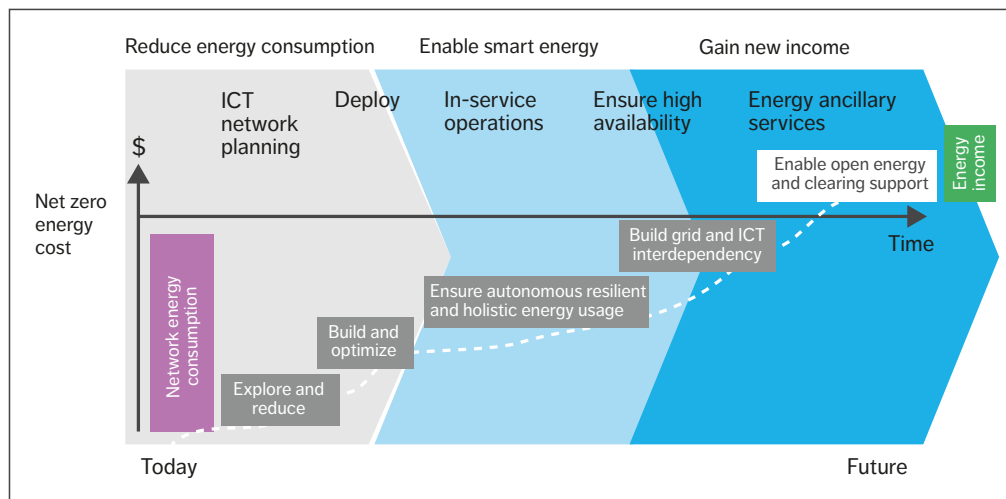 Reduce energy consumption
Enable smart energy
Gain new income
ICT
network
planning
Deploy
In-service
operations
Ensure high
availability
Energy ancillary
services
$
Net zero
energy
cost
Enable open energy
and clearing support
Energy
income
Time
Build grid and ICT
interdependency
Ensure autonomous resilient
and holistic energy usage
Build and
optimize
Explore and
reduce
Network energy
consumption
Today
Future